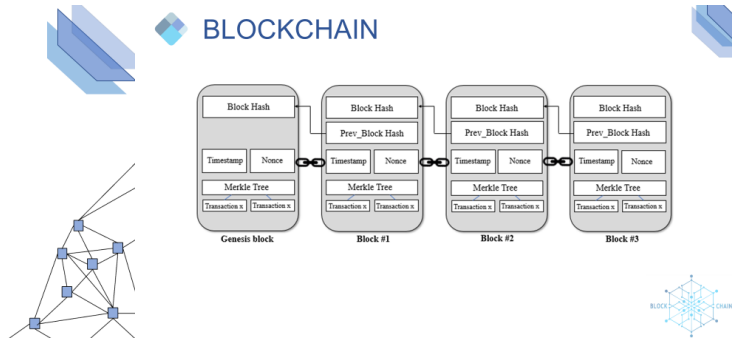 BLOCKCHAIN
Block Hash
Timestamp
Nonce
Merkle Tree
Transaction x
Transaction x
Genesis block
Block Hash
Prev_Block Hash
Timestamp
Nonce
Merkle Tree
Transaction x
Transaction x
Block #1
Block Hash
Prev_Block Hash
Timestamp
Nonce
Merkle Tree
Transaction x
Transaction x
Block #2
Block Hash
Prev_Block Hash
Timestamp
Nonce
Merkle Tree
Transaction x
Transaction x
Block #3
BLOCK CHAIN